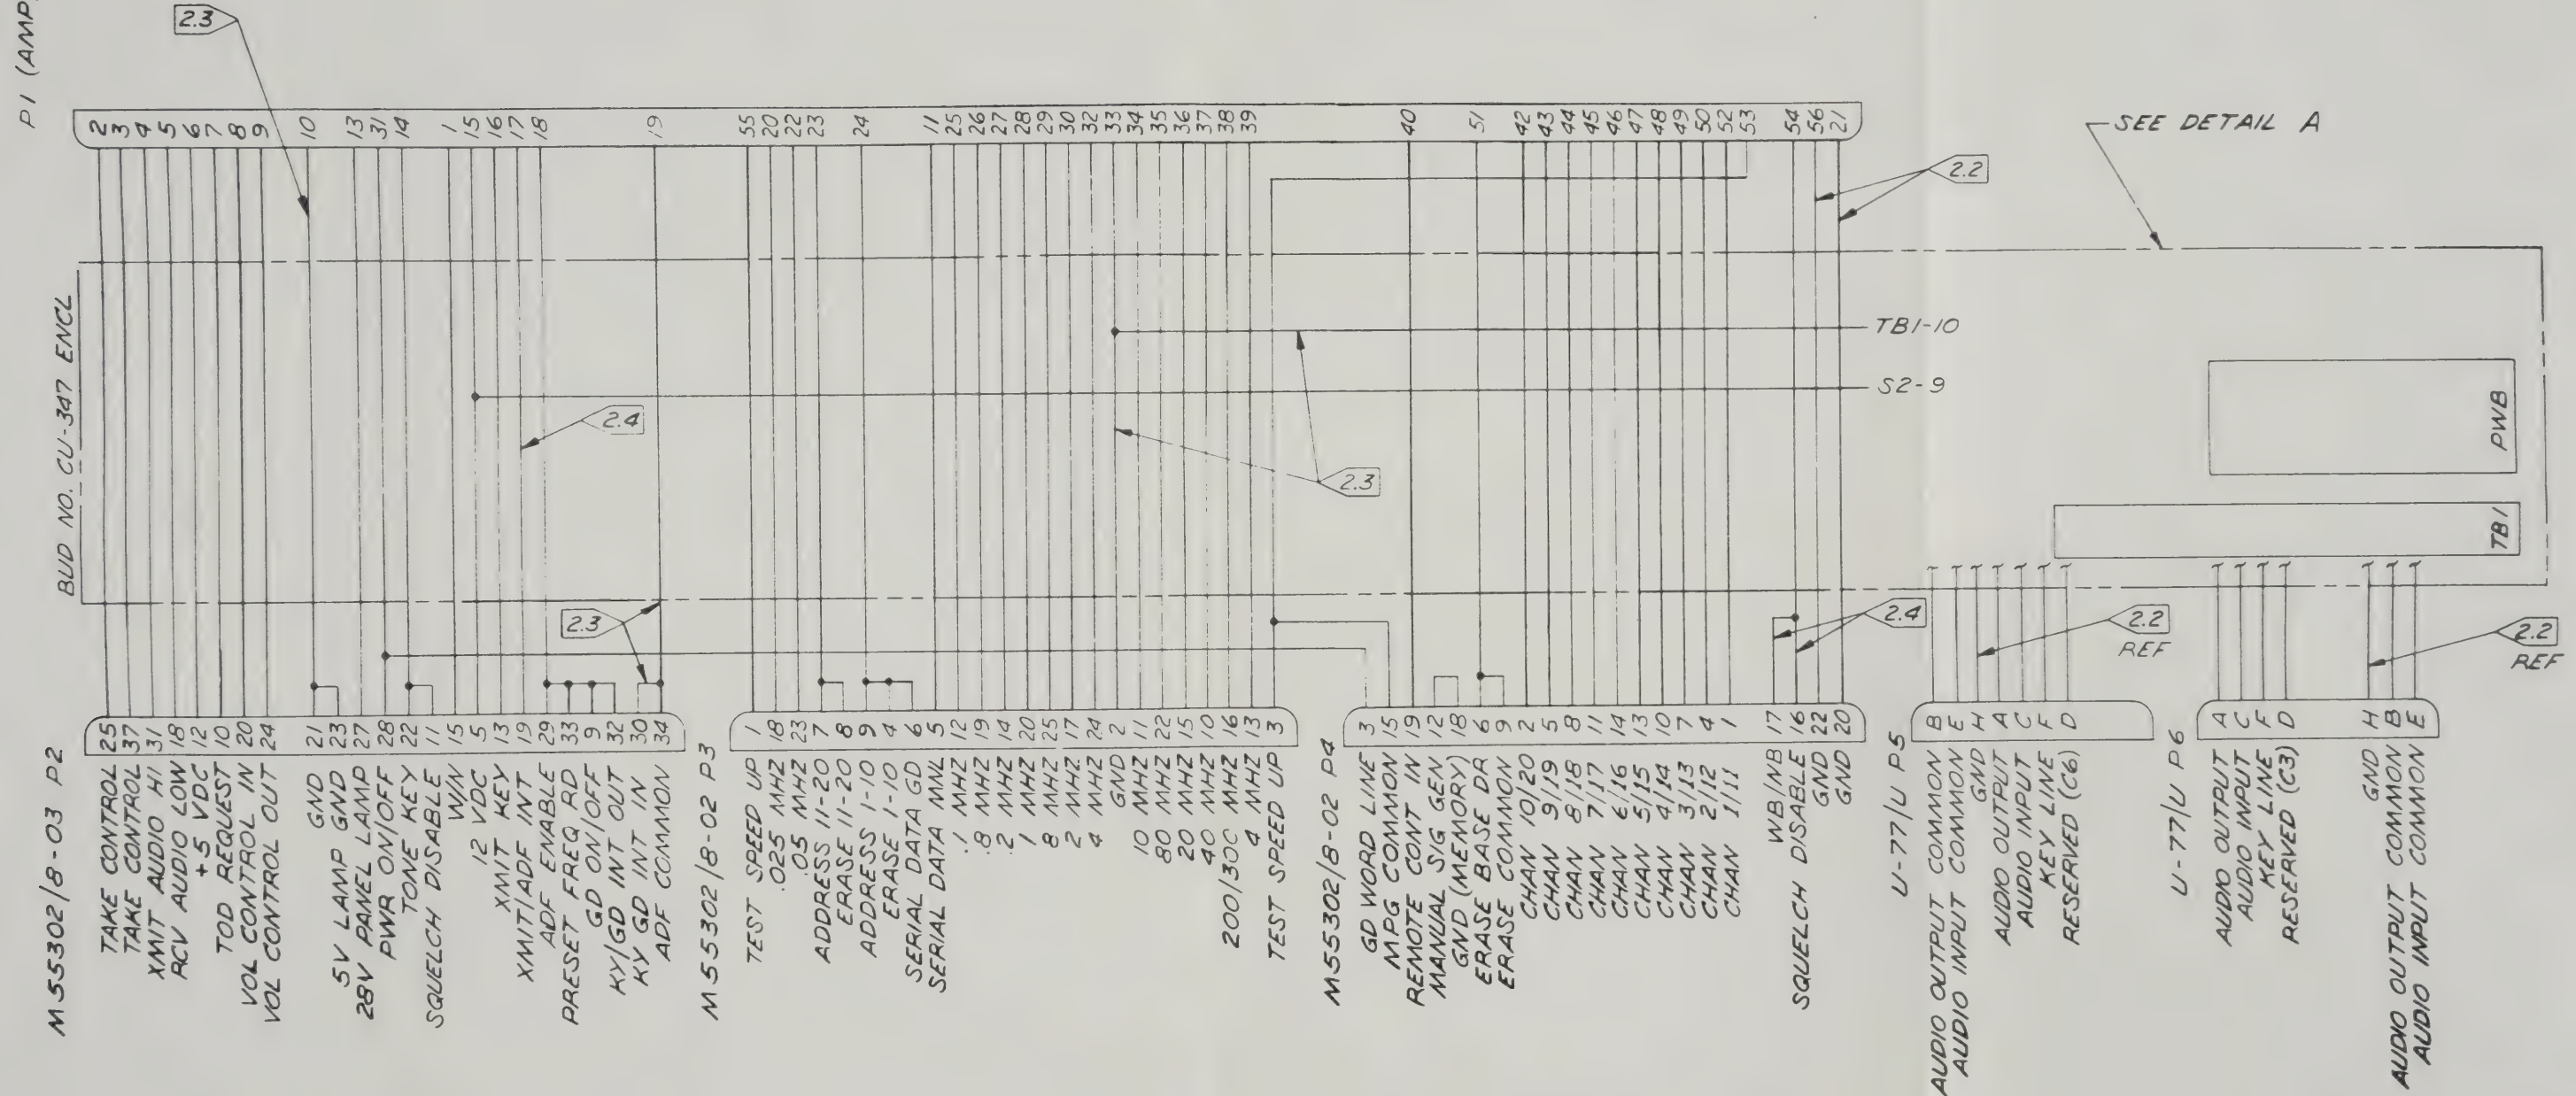 P1 (AMP
2.3
2
3
4
5
6
7
8
9
10
13
31
14
1
15
16
17
18
19
55
20
22
23
24
11
25
26
27
28
29
30
32
33
34
35
36
37
38
39
40
51
42
43
44
45
46
47
48
49
50
52
53
54
56
21
SEE DETAIL A
2.2
BUD NO. CU-347 ENCL
TB1-10
S2-9
2.4
2.3
PWB
TB1
2.3
2.4
2.2
REF
2.2
REF
M55302/8-03 P2
25 TAKE CONTROL
37 TAKE CONTROL
31 XMIT AUDIO HI
18 RCV AUDIO LOW
12 +5 VDC
10 TOD REQUEST
20 VOL CONTROL IN
24 VOL CONTROL OUT
21 GND
23 5V LAMP GND
27 28V PANEL LAMP
28 PWR ON/OFF
22 TONE KEY
11 SQUELCH DISABLE
15 W/N
5 12 VDC
13 XMIT KEY
19 XMIT/ADF INT
29 ADF ENABLE
33 PRESET FREQ RD
9 GD ON/OFF
32 KY/GD INT OUT
30 KY GD INT IN
34 ADF COMMON
M55302/8-02 P3
1 TEST SPEED UP
18 .025 MHZ
23 .05 MHZ
7 ADDRESS 11-20
8 ERASE 11-20
9 ADDRESS 1-10
4 ERASE 1-10
6 SERIAL DATA GD
5 SERIAL DATA MNL
12 .1 MHZ
19 .8 MHZ
14 .2 MHZ
20 1 MHZ
25 8 MHZ
17 2 MHZ
24 4 MHZ
2 GND
11 10 MHZ
22 80 MHZ
15 20 MHZ
10 40 MHZ
16 200/300 MHZ
13 4 MHZ
3 TEST SPEED UP
M55302/8-02 P4
3 GD WORD LINE
15 MPG COMMON
19 REMOTE CONT IN
12 MANUAL SIG GEN
18 GND (MEMORY)
6 ERASE BASE DR
9 ERASE COMMON
2 CHAN 10/20
5 CHAN 9/19
8 CHAN 8/18
11 CHAN 7/17
14 CHAN 6/16
13 CHAN 5/15
10 CHAN 4/14
7 CHAN 3/13
4 CHAN 2/12
1 CHAN 1/11
17 WB/NB
16 SQUELCH DISABLE
22 GND
20 GND
U-77/U P5
B AUDIO OUTPUT COMMON
E AUDIO INPUT COMMON
H GND
A AUDIO OUTPUT
C AUDIO INPUT
F KEY LINE
D RESERVED (C6)
U-77/U P6
A AUDIO OUTPUT
C AUDIO INPUT
F KEY LINE
D RESERVED (C3)
H GND
B AUDIO OUTPUT COMMON
E AUDIO INPUT COMMON